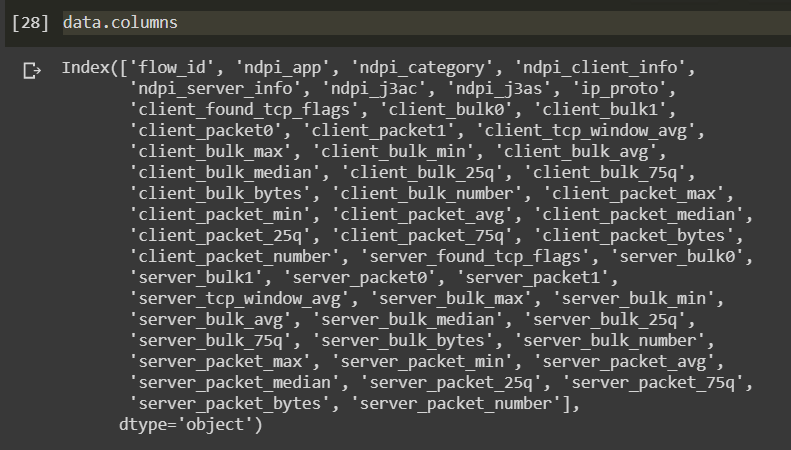 [28] data.columns
Index(['flow_id', 'ndpi_app', 'ndpi_category', 'ndpi_client_info',
'ndpi_server_info', 'ndpi_j3ac', 'ndpi_j3as', 'ip_proto',
'client_found_tcp_flags', 'client_bulk0', 'client_bulk1',
'client_packet0', 'client_packet1', 'client_tcp_window_avg',
'client_bulk_max', 'client_bulk_min', 'client_bulk_avg',
'client_bulk_median', 'client_bulk_25q', 'client_bulk_75q',
'client_bulk_bytes', 'client_bulk_number', 'client_packet_max',
'client_packet_min', 'client_packet_avg', 'client_packet_median',
'client_packet_25q', 'client_packet_75q', 'client_packet_bytes',
'client_packet_number', 'server_found_tcp_flags', 'server_bulk0',
'server_bulk1', 'server_packet0', 'server_packet1',
'server_tcp_window_avg', 'server_bulk_max', 'server_bulk_min',
'server_bulk_avg', 'server_bulk_median', 'server_bulk_25q',
'server_bulk_75q', 'server_bulk_bytes', 'server_bulk_number',
'server_packet_max', 'server_packet_min', 'server_packet_avg',
'server_packet_median', 'server_packet_25q', 'server_packet_75q',
'server_packet_bytes', 'server_packet_number'],
dtype='object')